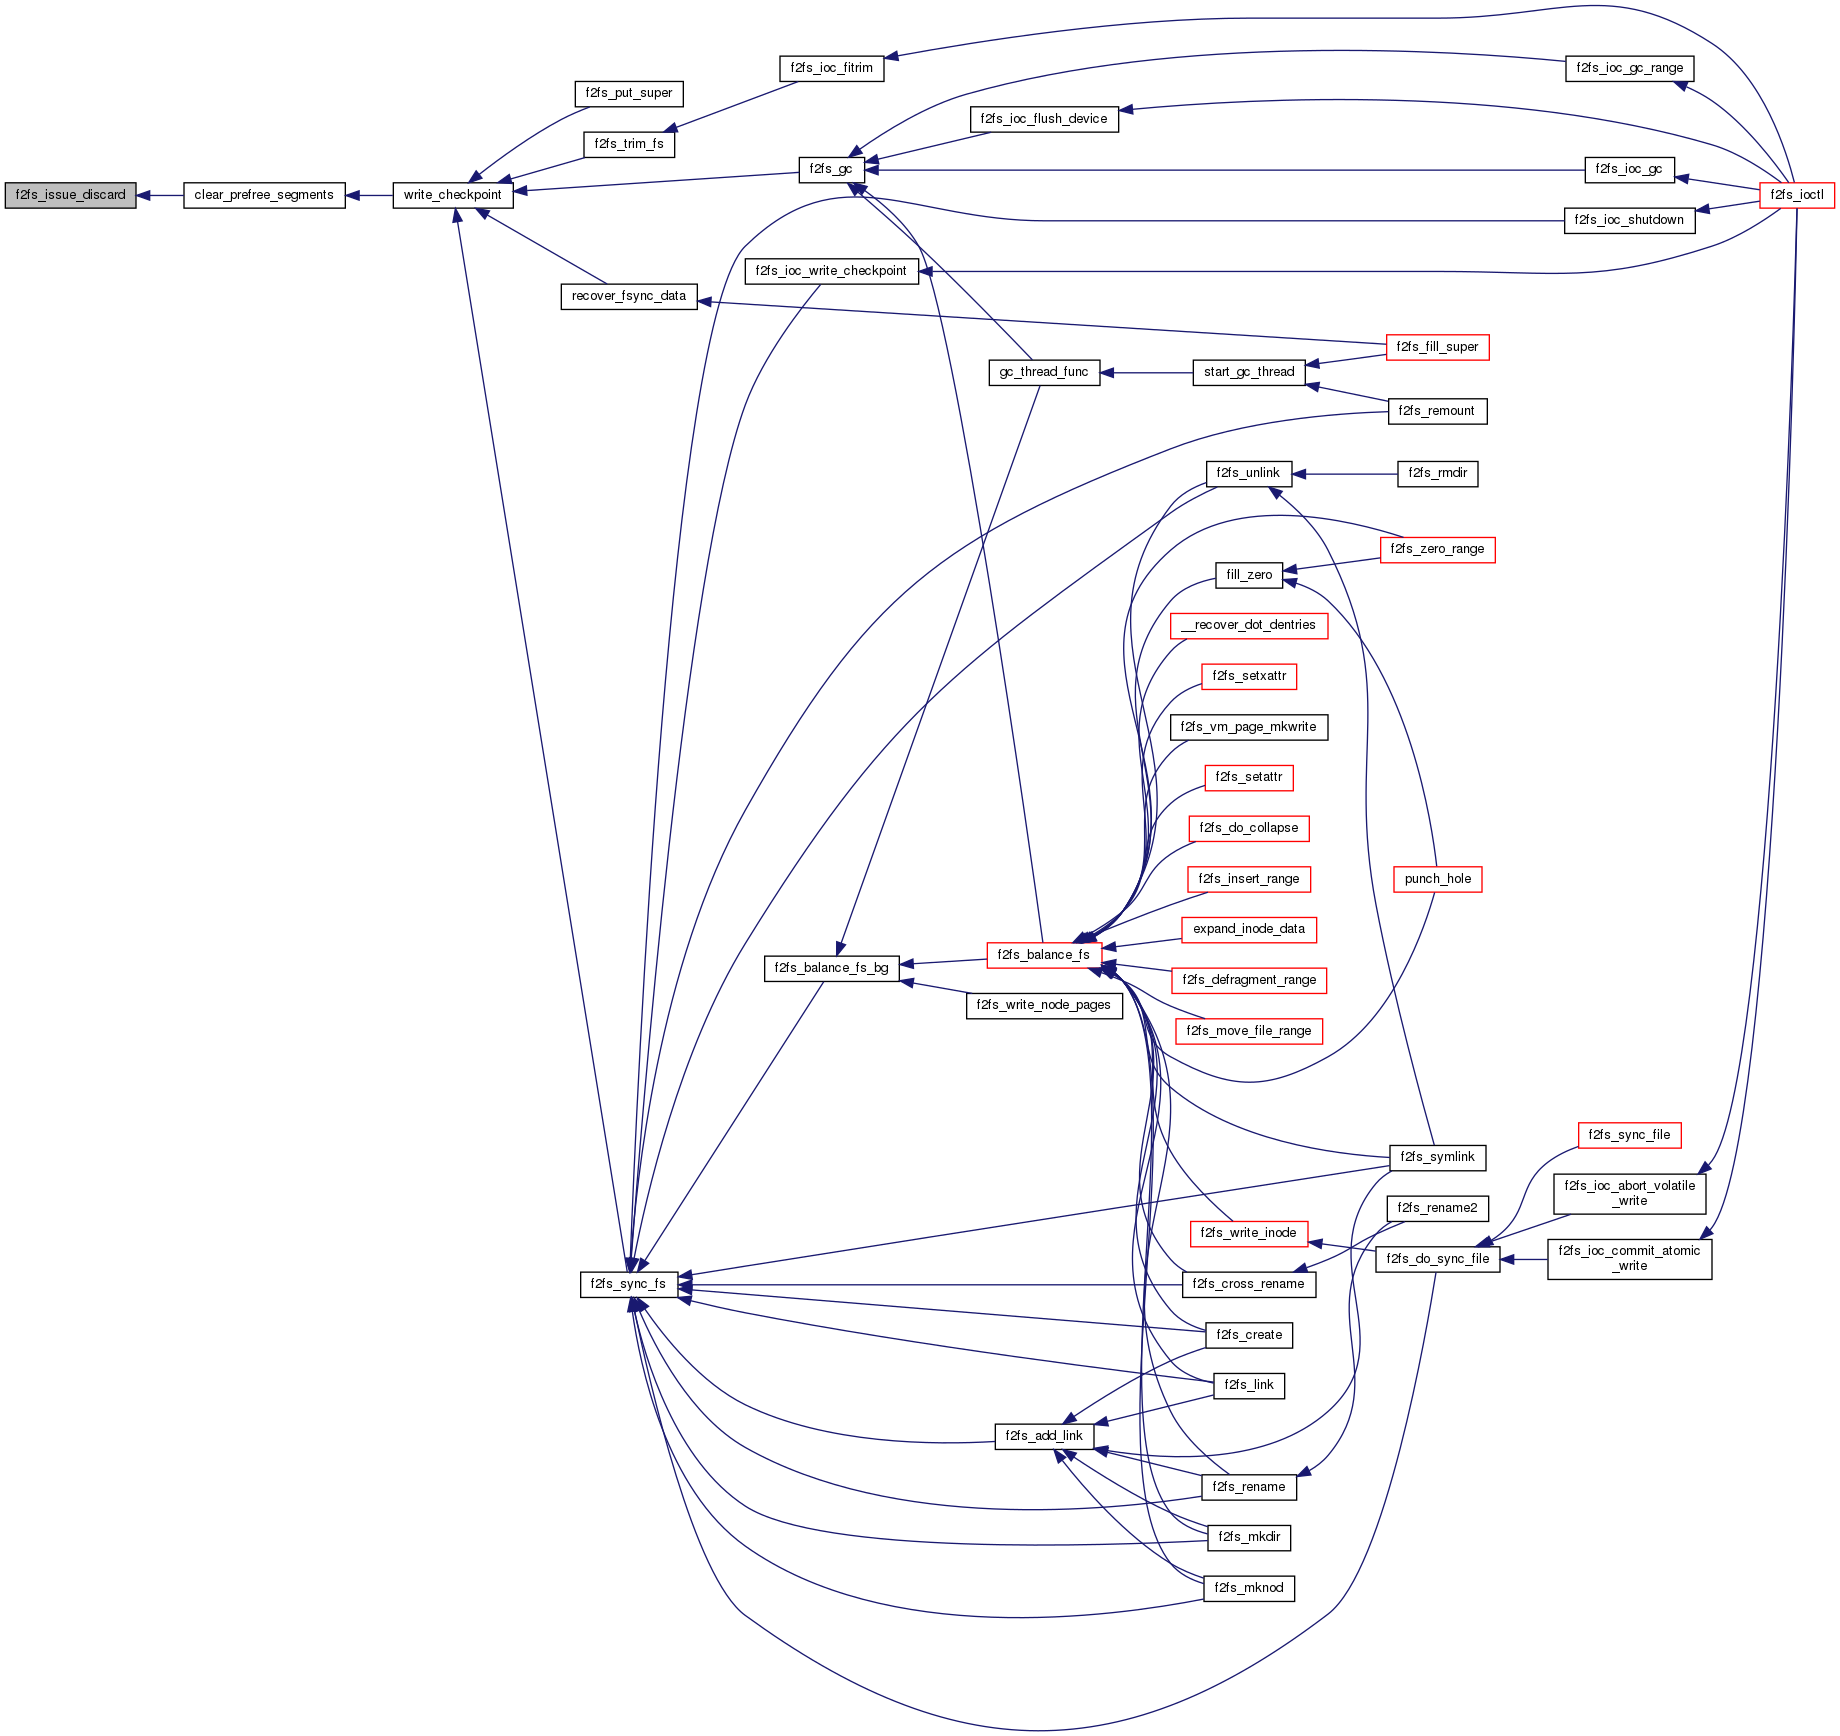 f2fs_issue_discard
clear_prefree_segments
write_checkpoint
f2fs_put_super
f2fs_trim_fs
f2fs_ioc_fitrim
f2fs_gc
f2fs_ioc_flush_device
f2fs_ioc_gc_range
f2fs_ioc_gc
f2fs_ioctl
f2fs_ioc_shutdown
f2fs_ioc_write_checkpoint
recover_fsync_data
f2fs_fill_super
gc_thread_func
start_gc_thread
f2fs_remount
f2fs_unlink
f2fs_rmdir
f2fs_zero_range
fill_zero
__recover_dot_dentries
f2fs_setxattr
f2fs_vm_page_mkwrite
f2fs_setattr
f2fs_do_collapse
f2fs_insert_range
punch_hole
expand_inode_data
f2fs_balance_fs
f2fs_balance_fs_bg
f2fs_defragment_range
f2fs_write_node_pages
f2fs_move_file_range
f2fs_sync_file
f2fs_symlink
f2fs_ioc_abort_volatile
_write
f2fs_rename2
f2fs_write_inode
f2fs_do_sync_file
f2fs_ioc_commit_atomic
_write
f2fs_sync_fs
f2fs_cross_rename
f2fs_create
f2fs_link
f2fs_add_link
f2fs_rename
f2fs_mkdir
f2fs_mknod